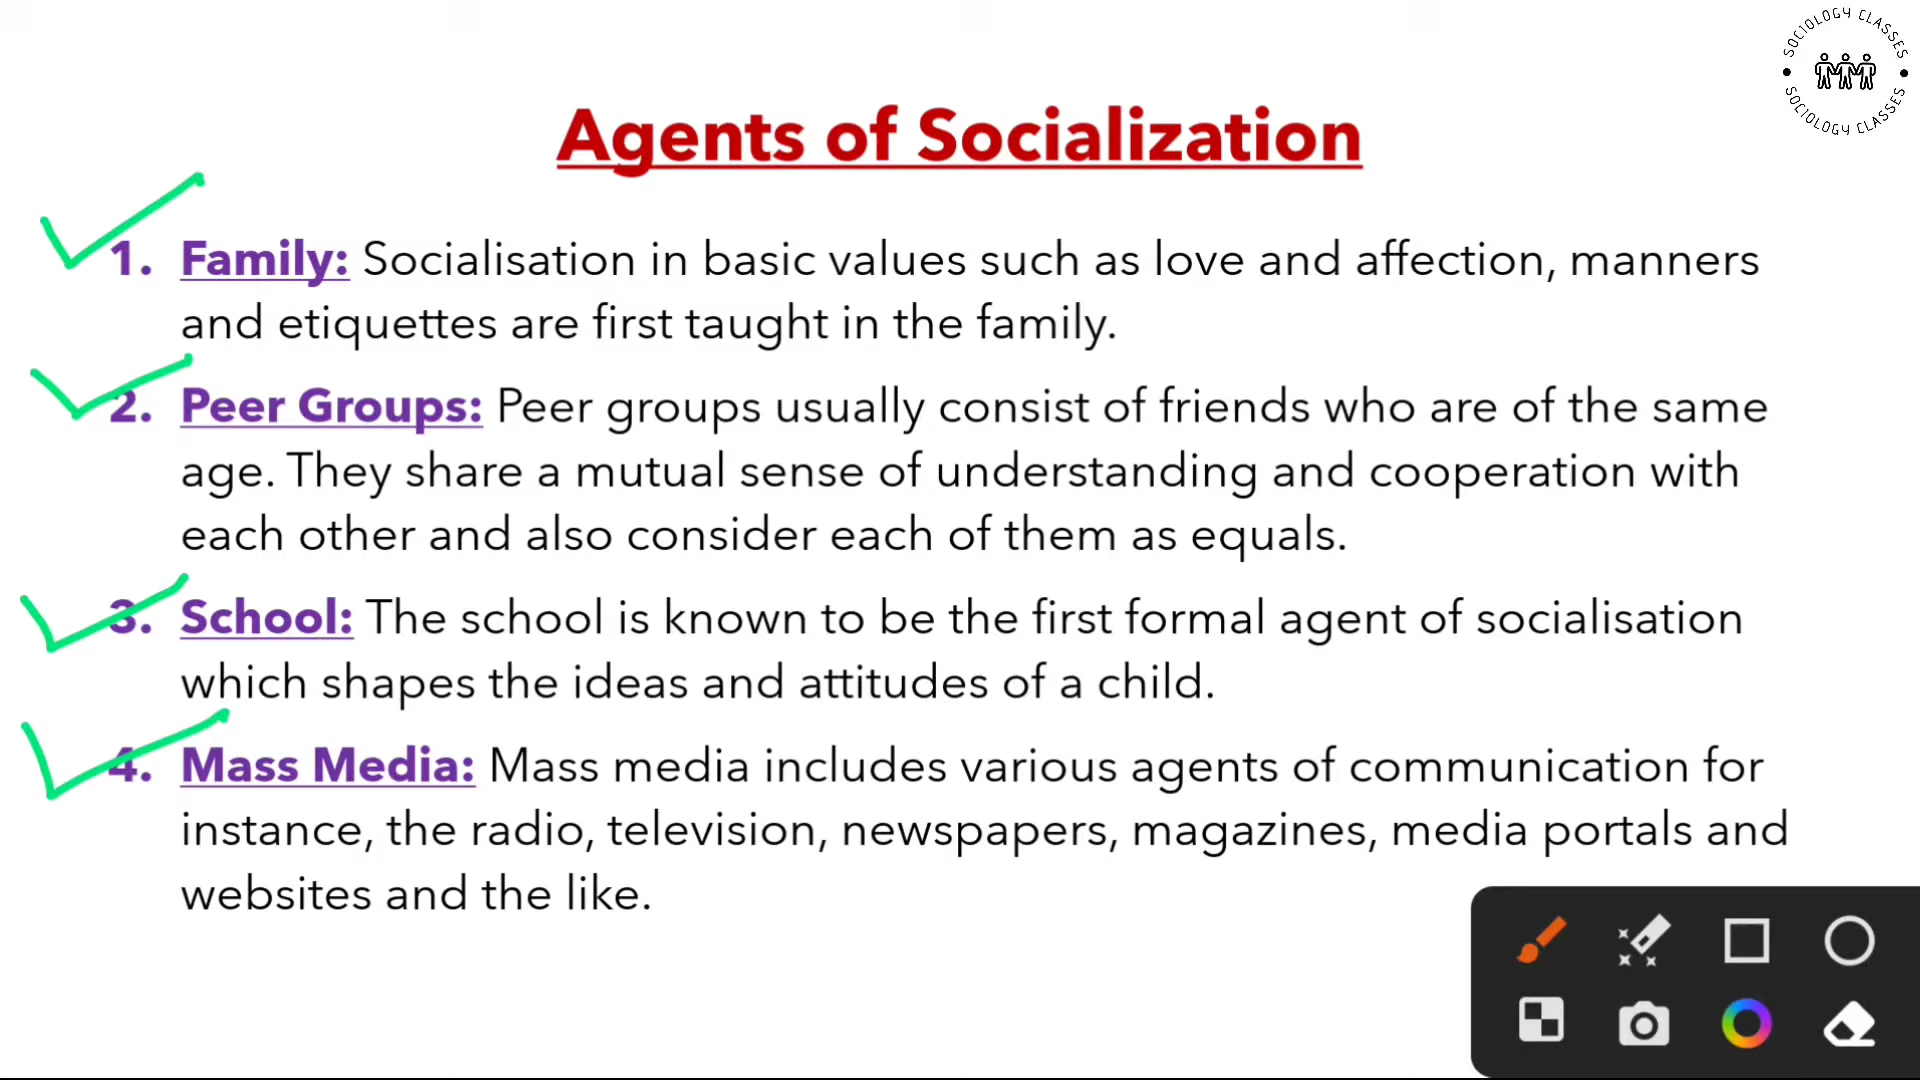 SOCIOLOGY CLASSES
SOCIOLOGY CLASSES
Agents of Socialization
1. Family: Socialisation in basic values such as love and affection, manners
and etiquettes are first taught in the family.
2. Peer Groups: Peer groups usually consist of friends who are of the same
age. They share a mutual sense of understanding and cooperation with
each other and also consider each of them as equals.
3. School: The school is known to be the first formal agent of socialisation
which shapes the ideas and attitudes of a child.
4. Mass Media: Mass media includes various agents of communication for
instance, the radio, television, newspapers, magazines, media portals and
websites and the like.